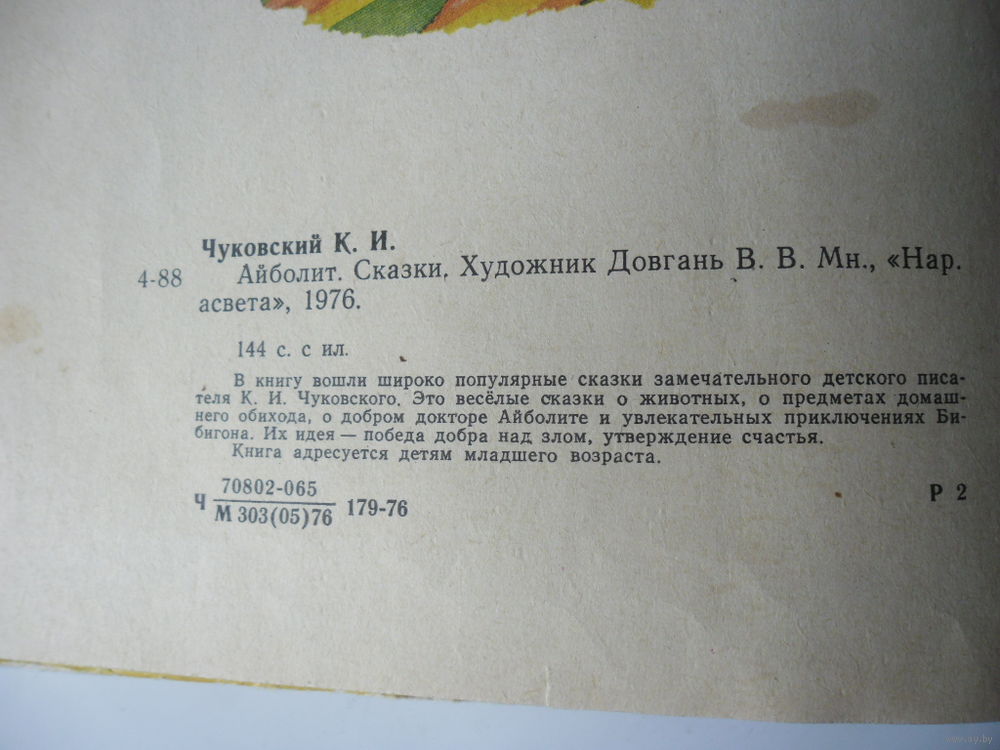 Чуковский К. И.
4-88 Айболит. Сказки. Художник Довгань В. В. Мн., «Нар.
асвета», 1976.
144 с. с ил.
В книгу вошли широко популярные сказки замечательного детского писа-
теля К. И. Чуковского. Это весёлые сказки о животных, о предметах домаш-
него обихода, о добром докторе Айболите и увлекательных приключениях Би-
бигона. Их идея — победа добра над злом, утверждение счастья.
Книга адресуется детям младшего возраста.
Ч 70802-065
М 303(05)76 179-76
Р 2
www.ay.by